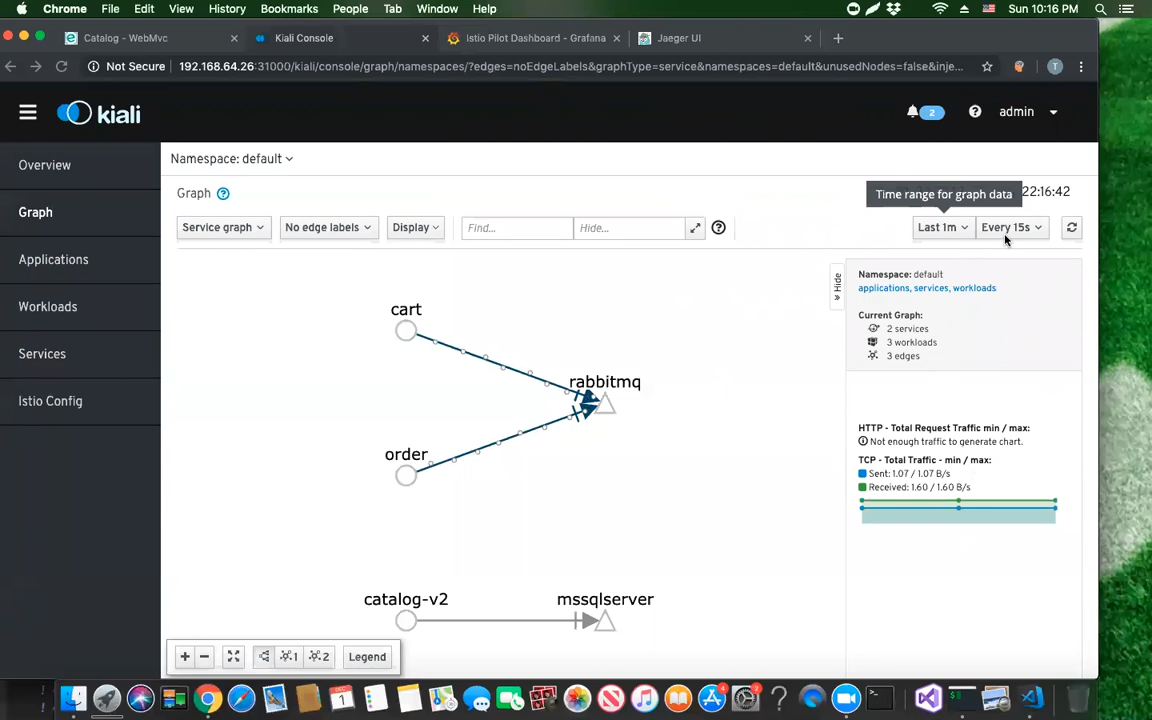 Chrome File Edit View History Bookmarks People Tab Window Help Sun 10:16 PM
Catalog - WebMvc Kiali Console Istio Pilot Dashboard - Grafana Jaeger UI
Not Secure 192.168.64.26:31000/kiali/console/graph/namespaces/?edges=noEdgeLabels&graphType=service&namespaces=default&unusedNodes=false&inje...
T
kiali 2 admin
Overview
Graph
Applications
Workloads
Services
Istio Config
Namespace: default
Graph
Time range for graph data
22:16:42
Service graph No edge labels Display Find... Hide... Last 1m Every 15s
Hide
Namespace: default
applications, services, workloads
Current Graph:
2 services
3 workloads
3 edges
HTTP - Total Request Traffic min / max:
Not enough traffic to generate chart.
TCP - Total Traffic - min / max:
Sent: 1.07 / 1.07 B/s
Received: 1.60 / 1.60 B/s
cart
rabbitmq
order
catalog-v2
mssqlserver
1 2 Legend